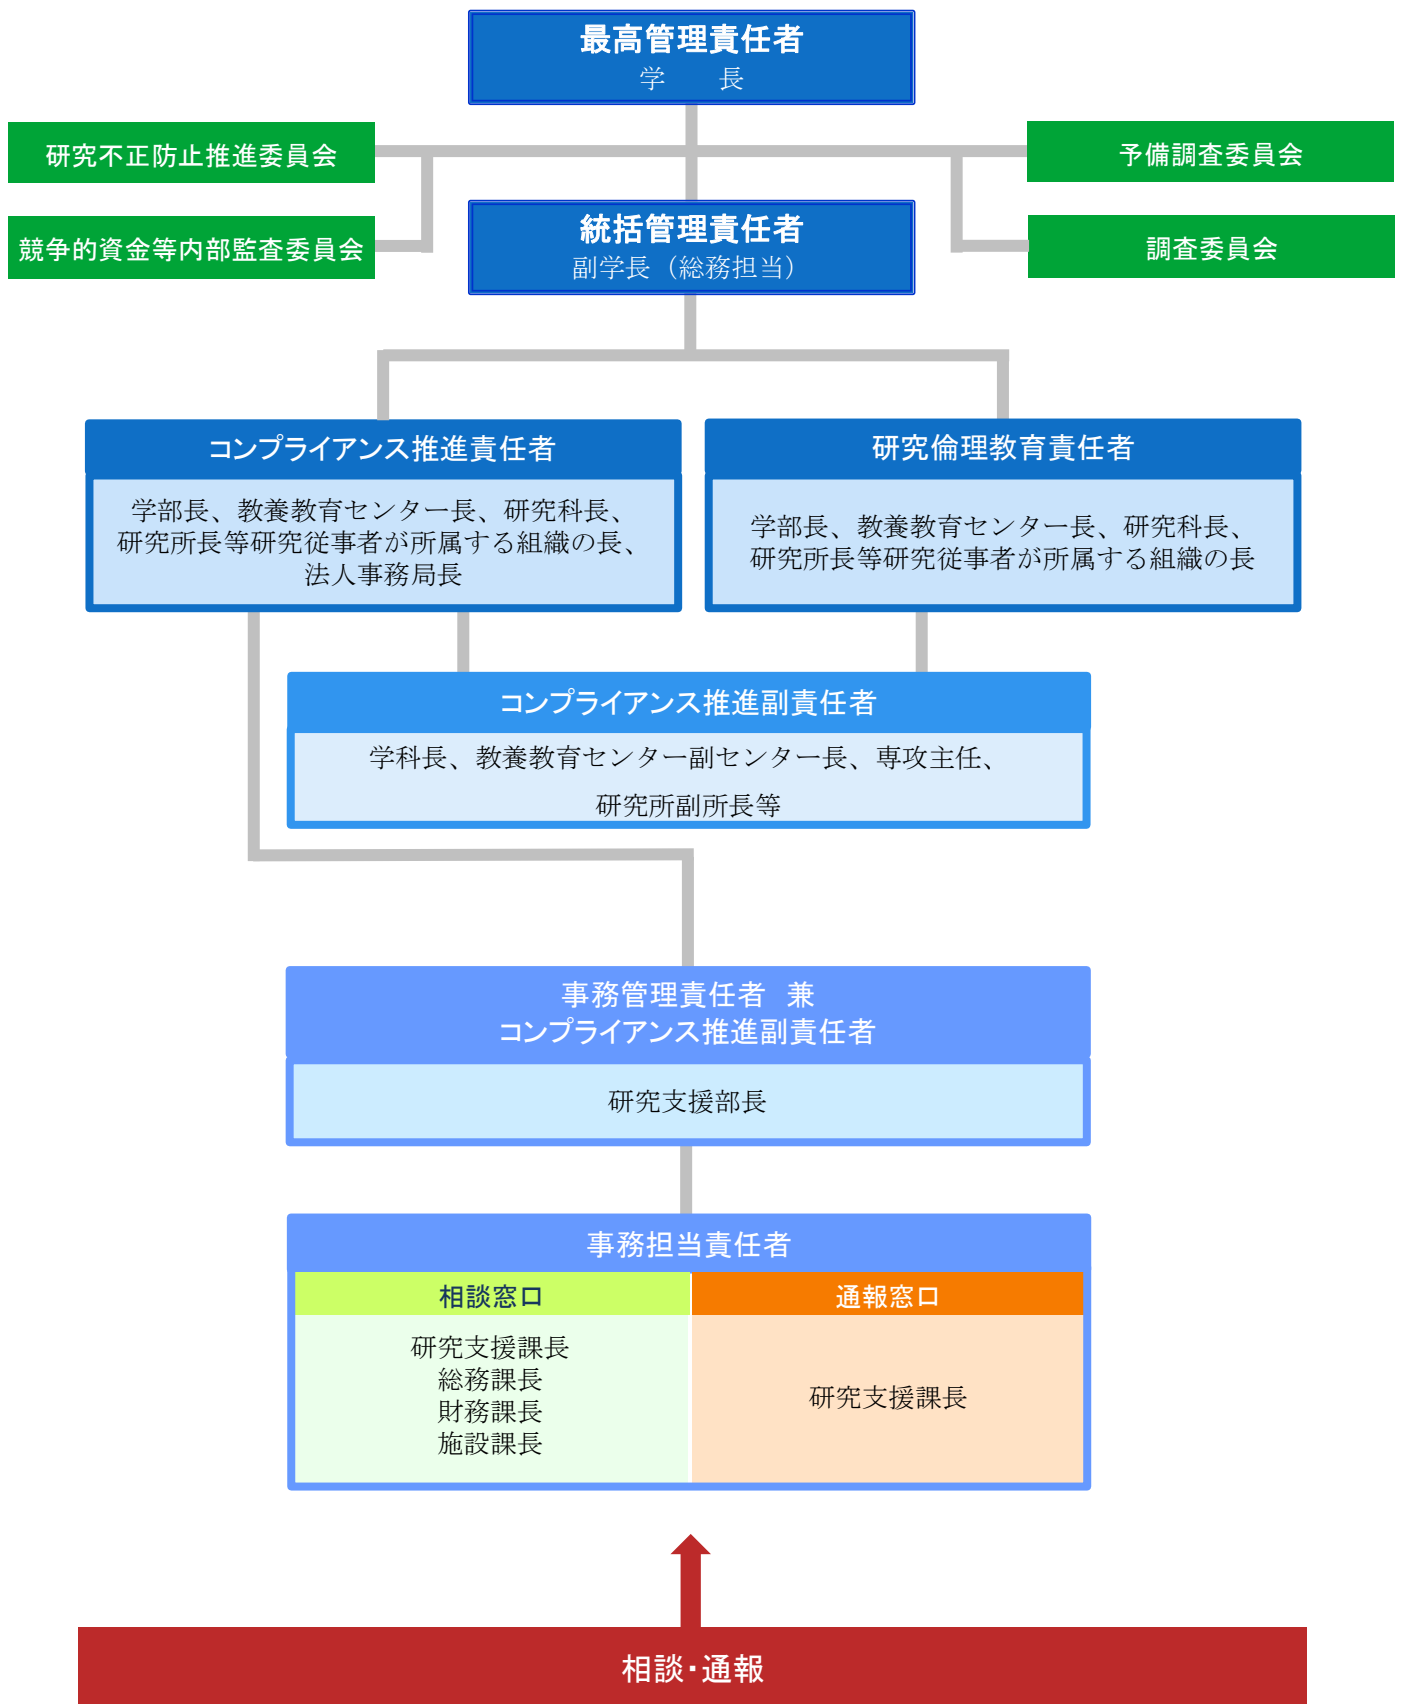 最高管理責任者
学　　長
研究不正防止推進委員会
予備調査委員会
統括管理責任者
副学長（総務担当）
競争的資金等内部監査委員会
調査委員会
コンプライアンス推進責任者
学部長、教養教育センター長、研究科長、
研究所長等研究従事者が所属する組織の長、
法人事務局長
研究倫理教育責任者
学部長、教養教育センター長、研究科長、
研究所長等研究従事者が所属する組織の長
コンプライアンス推進副責任者
学科長、教養教育センター副センター長、専攻主任、
研究所副所長等
事務管理責任者　兼
コンプライアンス推進副責任者
研究支援部長
事務担当責任者
相談窓口
研究支援課長
総務課長
財務課長
施設課長
通報窓口
研究支援課長
相談・通報